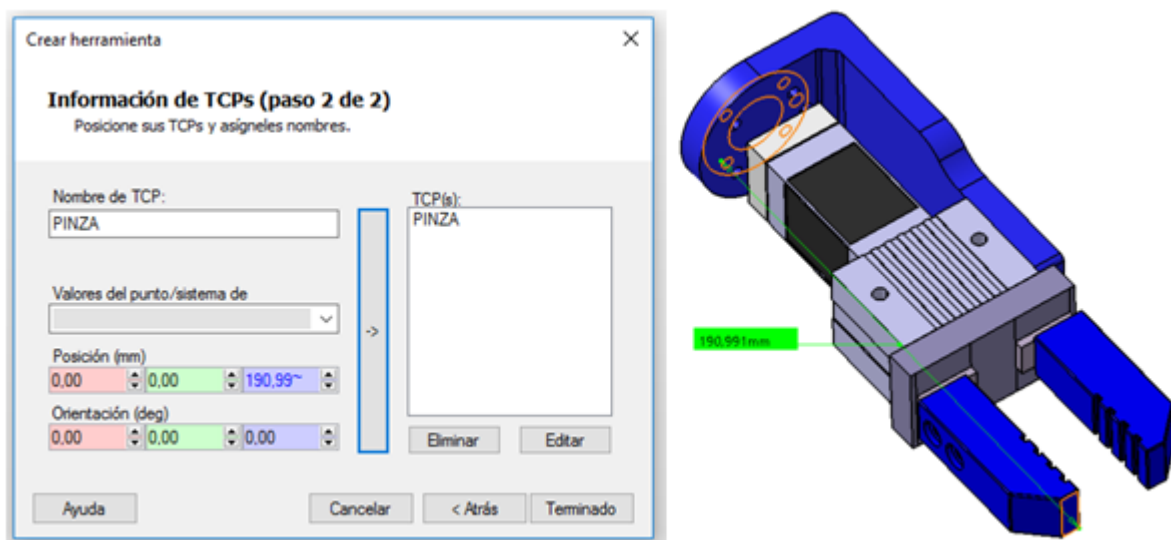 Crear herramienta
Información de TCPs (paso 2 de 2)
Posicione sus TCPs y asígneles nombres.
Nombre de TCP:
PINZA
TCP(s):
PINZA
Valores del punto/sistema de
->
Posición (mm)
0,00 0,00 190,99~
Orientación (deg)
0,00 0,00 0,00
Eliminar Editar
Ayuda Cancelar < Atrás Terminado
190,991mm